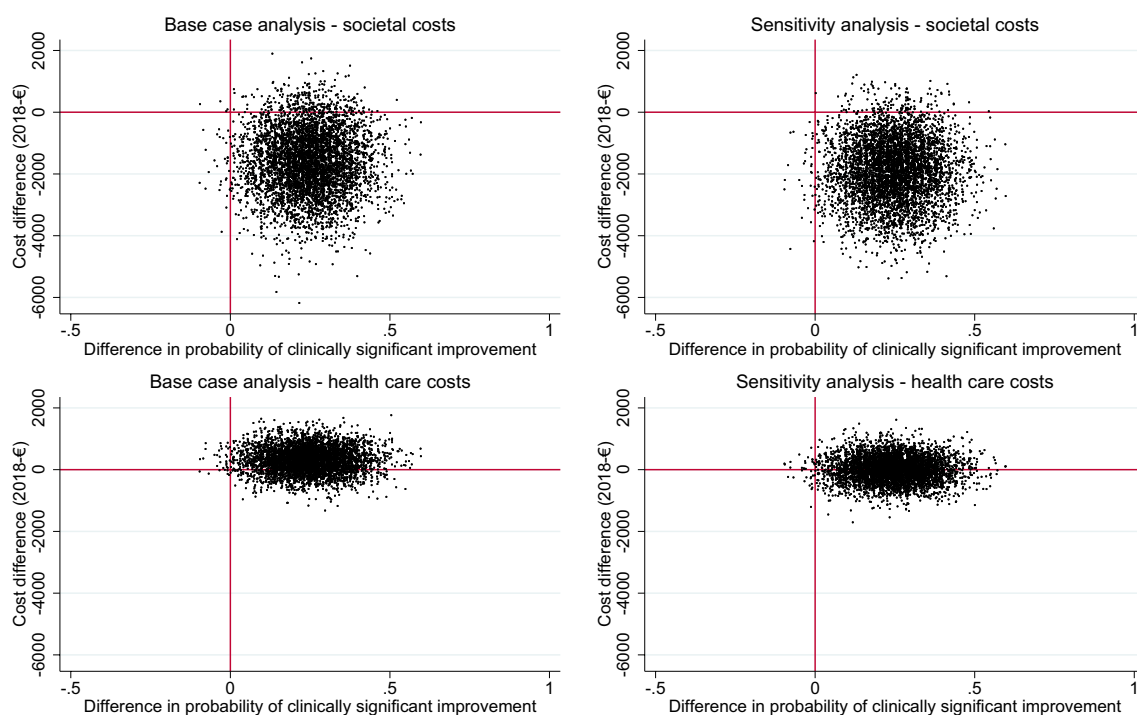 Base case analysis - societal costs
Cost difference (2018-€)
2000
0
-2000
-4000
-6000
-.5 0 .5 1
Difference in probability of clinically significant improvement
Sensitivity analysis - societal costs
Cost difference (2018-€)
2000
0
-2000
-4000
-6000
-.5 0 .5 1
Difference in probability of clinically significant improvement
Base case analysis - health care costs
Cost difference (2018-€)
2000
0
-2000
-4000
-6000
-.5 0 .5 1
Difference in probability of clinically significant improvement
Sensitivity analysis - health care costs
Cost difference (2018-€)
2000
0
-2000
-4000
-6000
-.5 0 .5 1
Difference in probability of clinically significant improvement